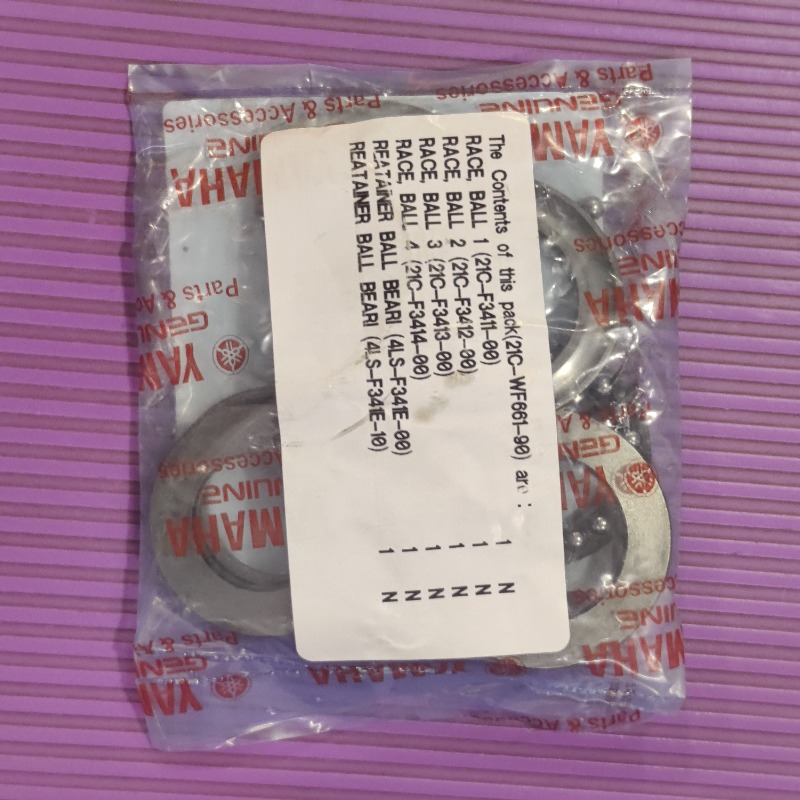 The Contents of this pack(21C-WF661-90) are :
RACE, BALL 1 (21C-F3411-00) 1 N
RACE, BALL 2 (21C-F3412-00) 1 N
RACE, BALL 3 (21C-F3413-00) 1 N
RACE, BALL 4 (21C-F3414-00) 1 N
REATAINER BALL BEARI (4LS-F341E-00) 1 N
REATAINER BALL BEARI (4LS-F341E-10) 1 N
YAMAHA
GENUINE
Parts & Accessories